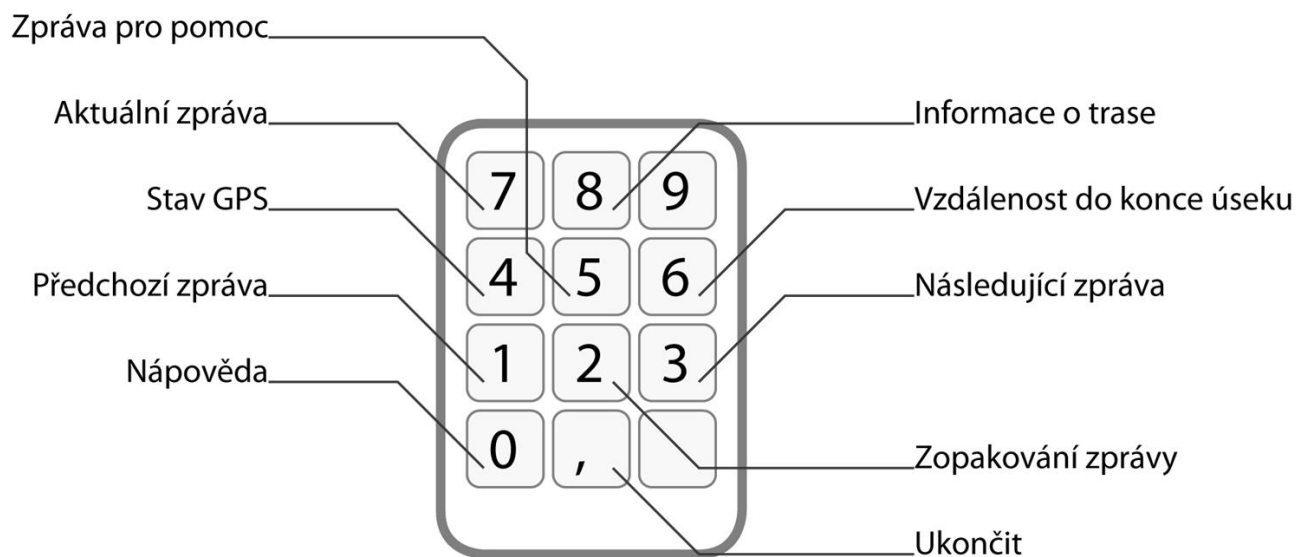 Zpráva pro pomoc
Aktuální zpráva
Stav GPS
Předchozí zpráva
Nápověda
7 8 9
4 5 6
1 2 3
0 ,
Informace o trase
Vzdálenost do konce úseku
Následující zpráva
Zopakování zprávy
Ukončit